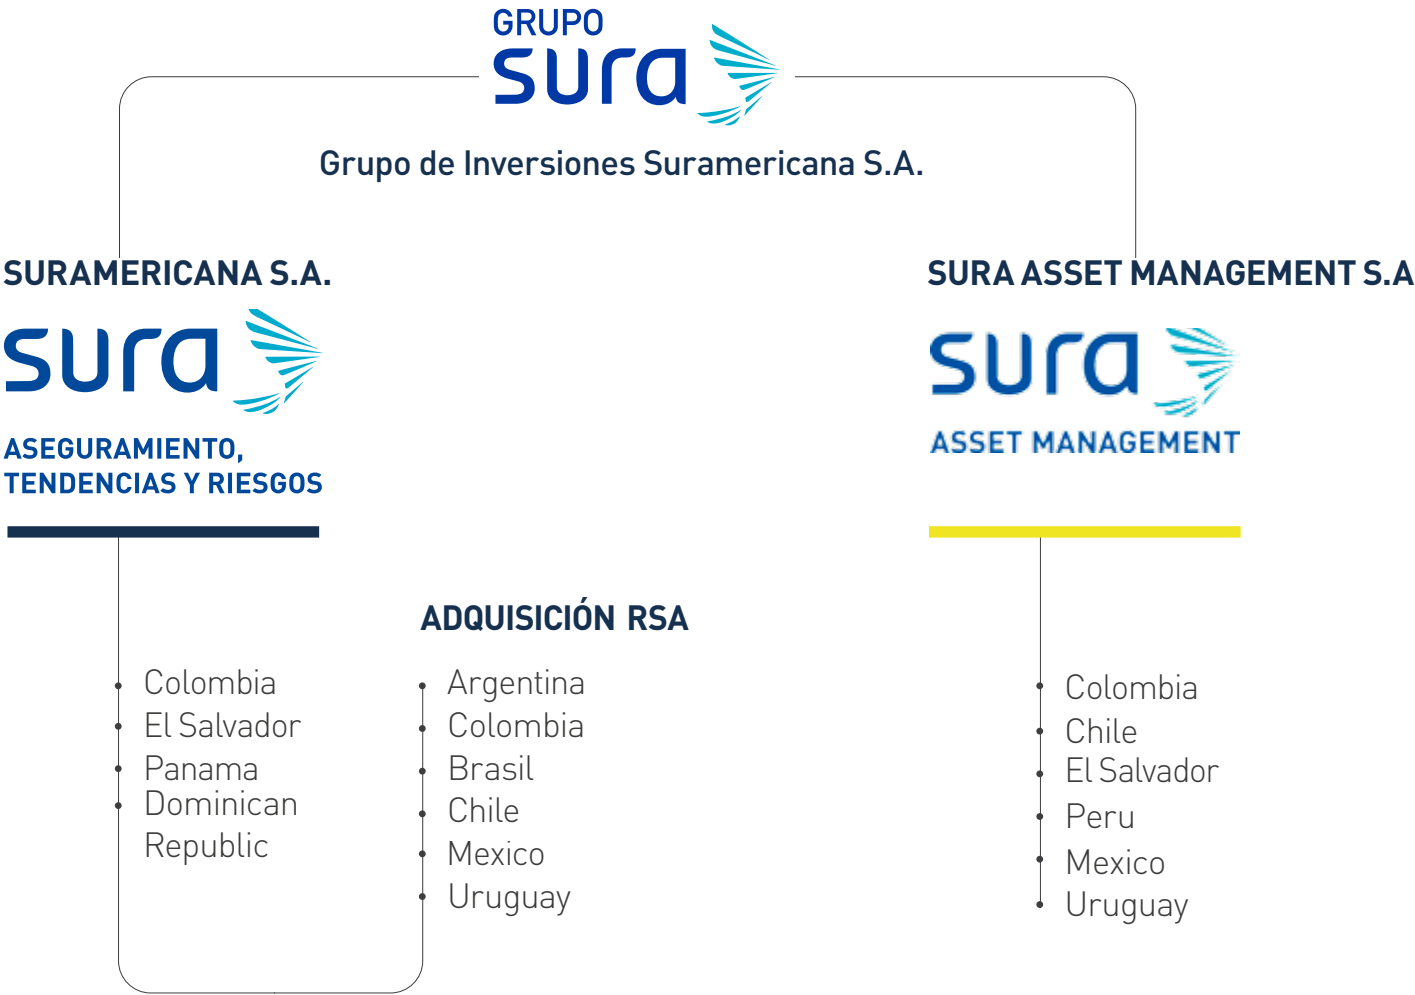 GRUPO
sura
Grupo de Inversiones Suramericana S.A.
SURAMERICANA S.A.
sura
ASEGURAMIENTO,
TENDENCIAS Y RIESGOS
Colombia
El Salvador
Panama
Dominican
Republic
ADQUISICIÓN RSA
Argentina
Colombia
Brasil
Chile
Mexico
Uruguay
SURA ASSET MANAGEMENT S.A
sura
ASSET MANAGEMENT
Colombia
Chile
El Salvador
Peru
Mexico
Uruguay